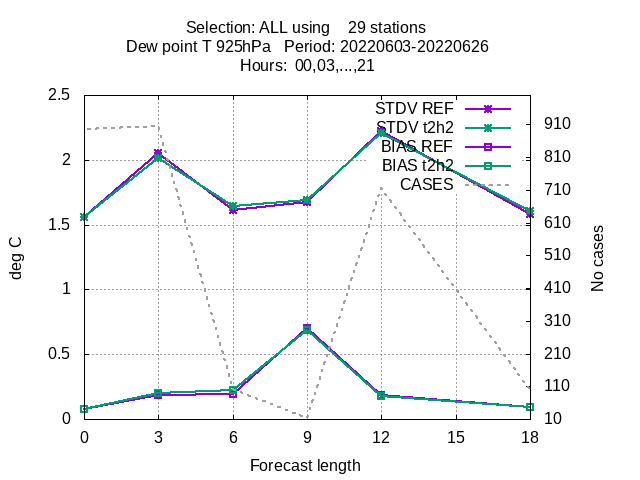 Selection: ALL using    29 stations
Dew point T 925hPa   Period: 20220603-20220626
Hours:  00,03,...,21
STDV REF
STDV t2h2
BIAS REF
BIAS t2h2
CASES
2.5
2
1.5
1
0.5
0
deg C
910
810
710
610
510
410
310
210
110
10
No cases
0 3 6 9 12 15 18
Forecast length